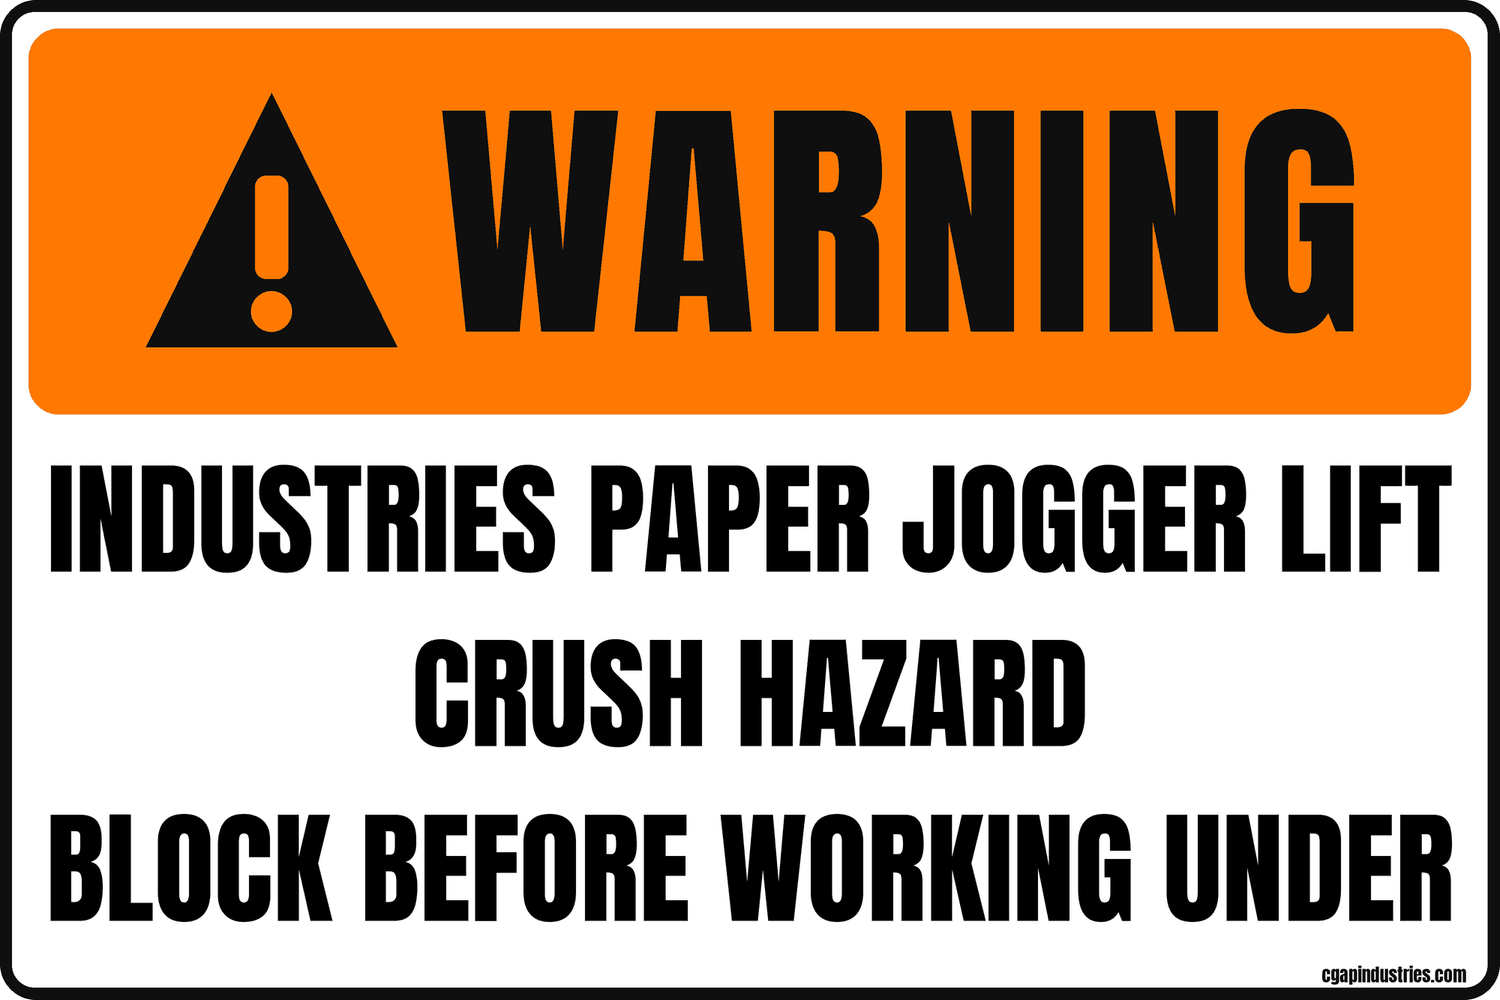 WARNING
INDUSTRIES PAPER JOGGER LIFT
CRUSH HAZARD
BLOCK BEFORE WORKING UNDER
cgapindustries.com